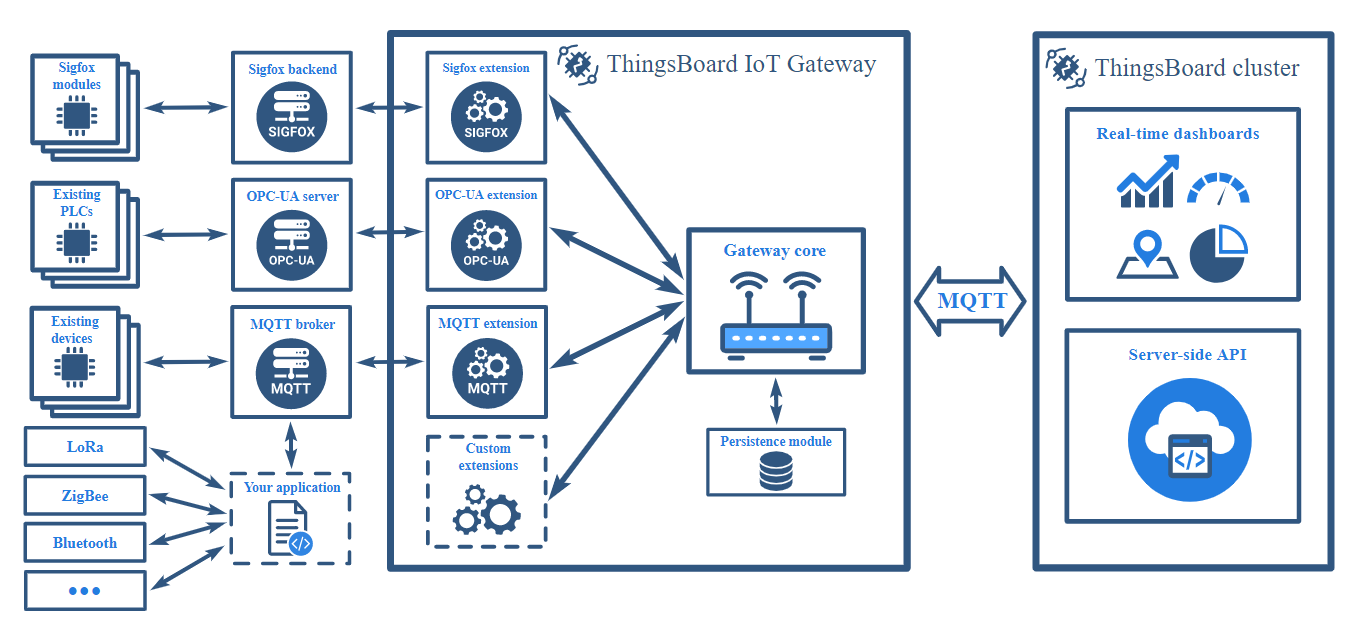 ThingsBoard IoT Gateway
ThingsBoard cluster
Sigfox
modules
Sigfox backend
SIGFOX
Sigfox extension
SIGFOX
Existing
PLCs
OPC-UA server
OPC-UA
OPC-UA extension
OPC-UA
Existing
devices
MQTT broker
MQTT
MQTT extension
MQTT
LoRa
ZigBee
Bluetooth
•••
Your application
</>
Custom
extensions
Gateway core
Persistence module
MQTT
Real-time dashboards
Server-side API
</>